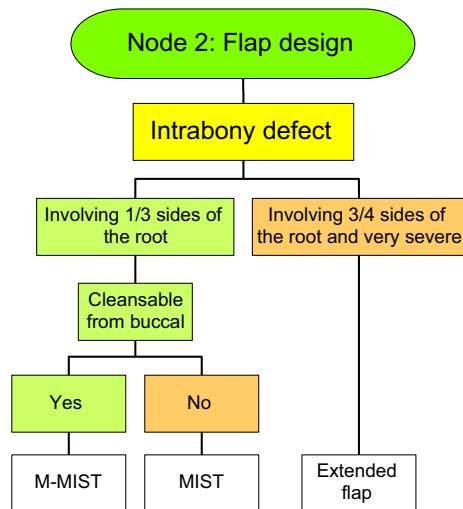 Node 2: Flap design
Intrabony defect
Involving 1/3 sides of
the root
Involving 3/4 sides of
the root and very severe
Cleansable
from buccal
Yes
No
M-MIST
MIST
Extended
flap